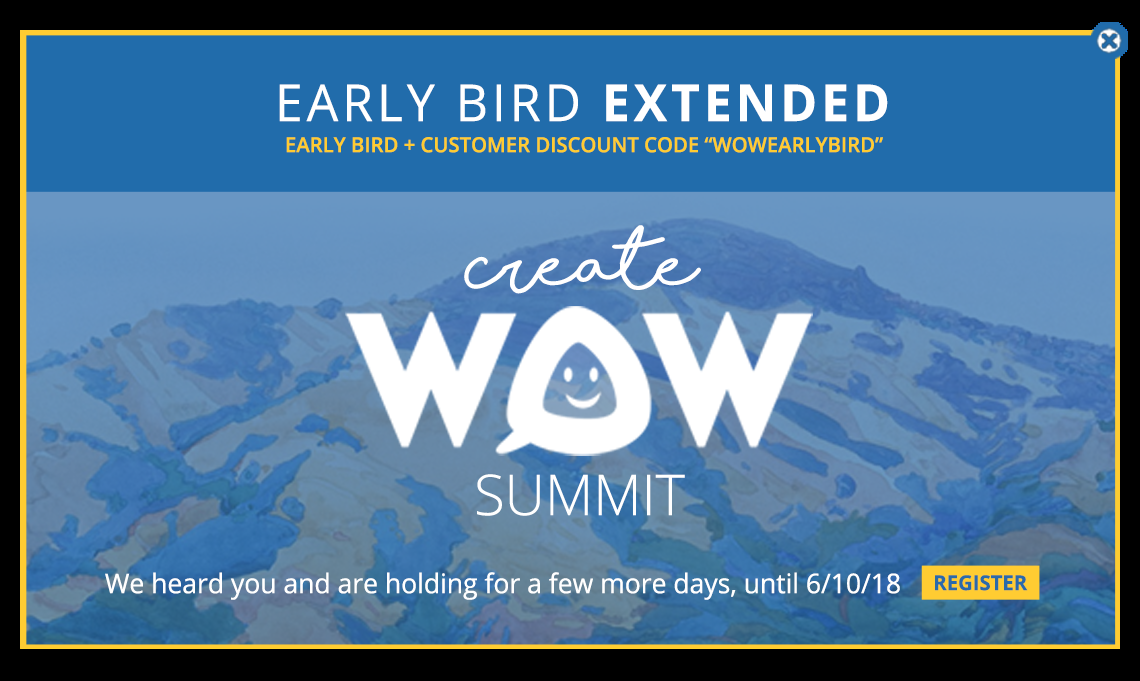 EARLY BIRD EXTENDED
EARLY BIRD + CUSTOMER DISCOUNT CODE “WOWEARLYBIRD”
create
WOW
SUMMIT
We heard you and are holding for a few more days, until 6/10/18
REGISTER